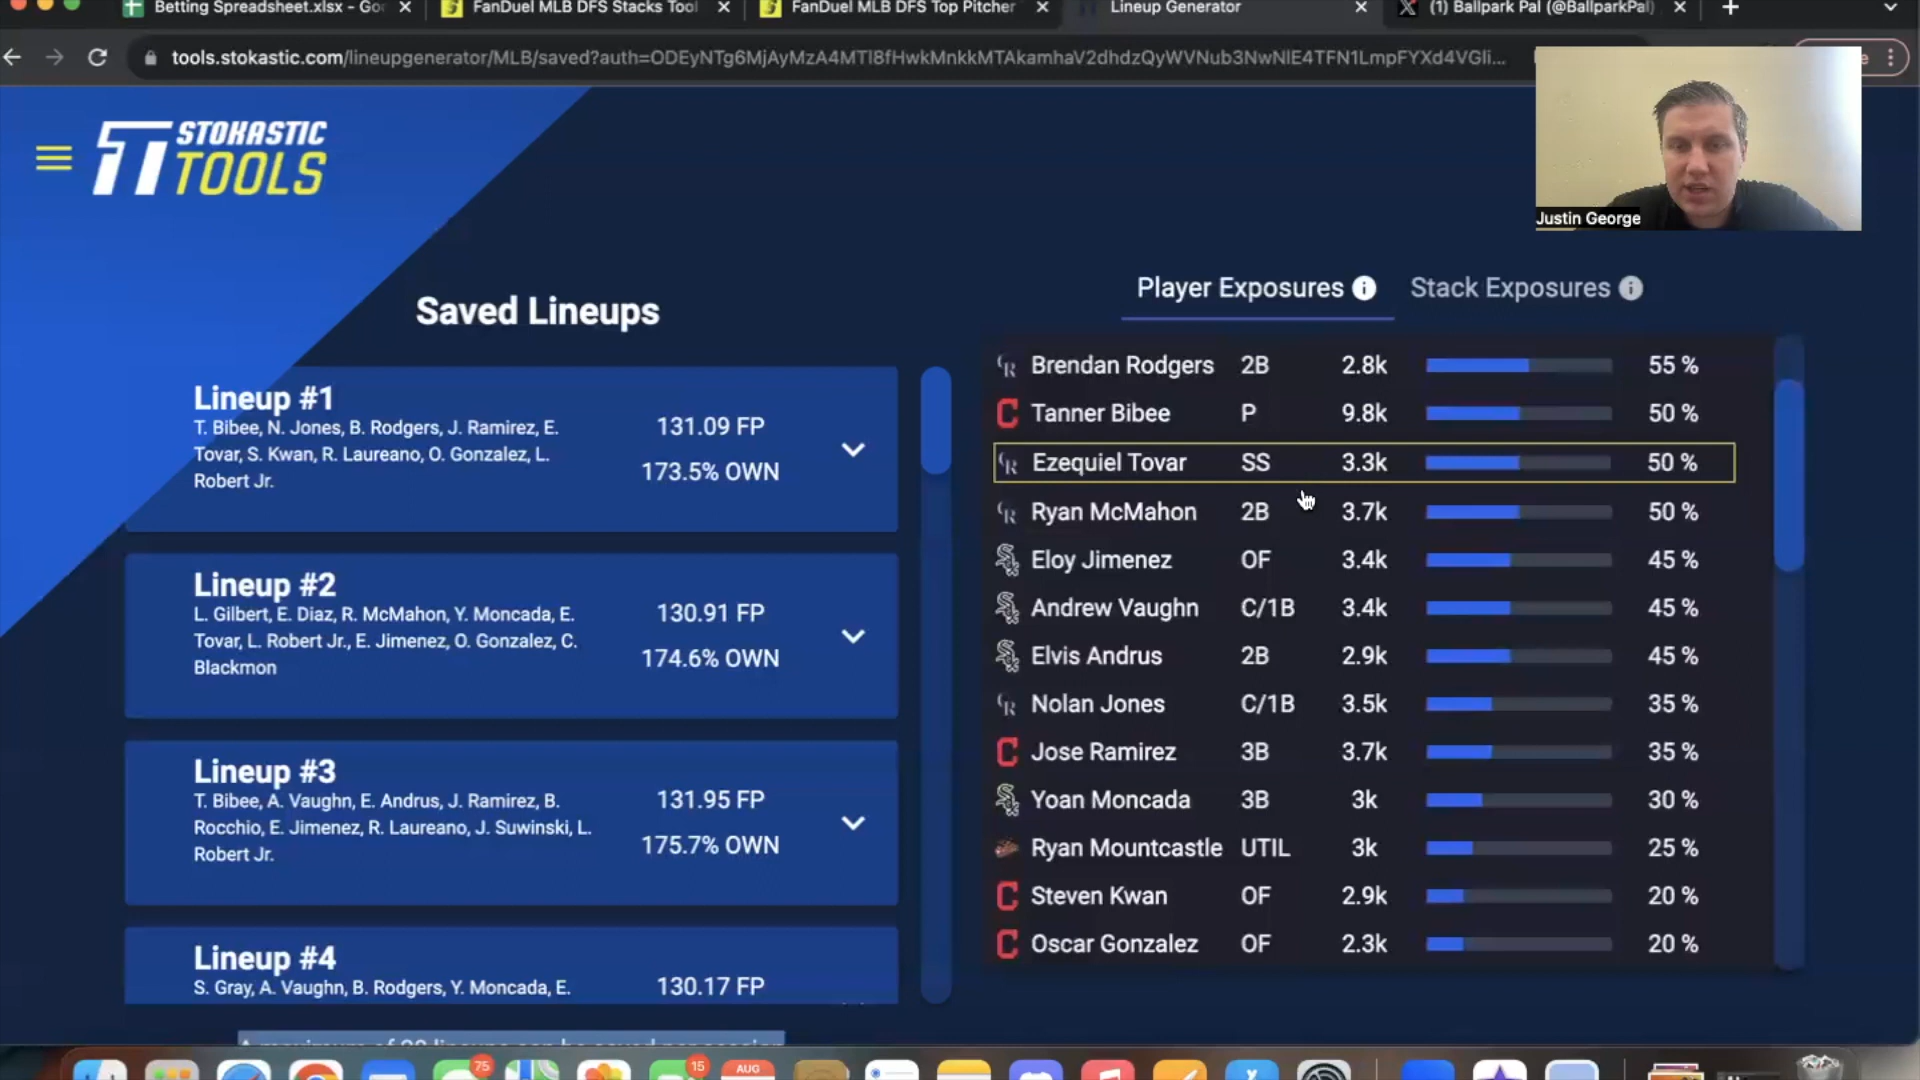 Betting Spreadsheet.xlsx - Goo
FanDuel MLB DFS Stacks Tool
FanDuel MLB DFS Top Pitcher
Lineup Generator
(1) Ballpark Pal (@BallparkPal)
tools.stokastic.com/lineupgenerator/MLB/saved?auth=ODEyNTg6MjAyMzA4MTI8fHwkMnkkMTAkamhaV2dhdzQyWVNub3NwNlE4TFN1LmpFYXd4VGli...
STOKASTIC
TOOLS
Justin George
Saved Lineups
Lineup #1
T. Bibee, N. Jones, B. Rodgers, J. Ramirez, E.
Tovar, S. Kwan, R. Laureano, O. Gonzalez, L.
Robert Jr.
131.09 FP
173.5% OWN
Lineup #2
L. Gilbert, E. Diaz, R. McMahon, Y. Moncada, E.
Tovar, L. Robert Jr., E. Jimenez, O. Gonzalez, C.
Blackmon
130.91 FP
174.6% OWN
Lineup #3
T. Bibee, A. Vaughn, E. Andrus, J. Ramirez, B.
Rocchio, E. Jimenez, R. Laureano, J. Suwinski, L.
Robert Jr.
131.95 FP
175.7% OWN
Lineup #4
S. Gray, A. Vaughn, B. Rodgers, Y. Moncada, E.
130.17 FP
Player Exposures
Stack Exposures
Brendan Rodgers 2B 2.8k 55 %
Tanner Bibee P 9.8k 50 %
Ezequiel Tovar SS 3.3k 50 %
Ryan McMahon 2B 3.7k 50 %
Eloy Jimenez OF 3.4k 45 %
Andrew Vaughn C/1B 3.4k 45 %
Elvis Andrus 2B 2.9k 45 %
Nolan Jones C/1B 3.5k 35 %
Jose Ramirez 3B 3.7k 35 %
Yoan Moncada 3B 3k 30 %
Ryan Mountcastle UTIL 3k 25 %
Steven Kwan OF 2.9k 20 %
Oscar Gonzalez OF 2.3k 20 %
75
15
AUG